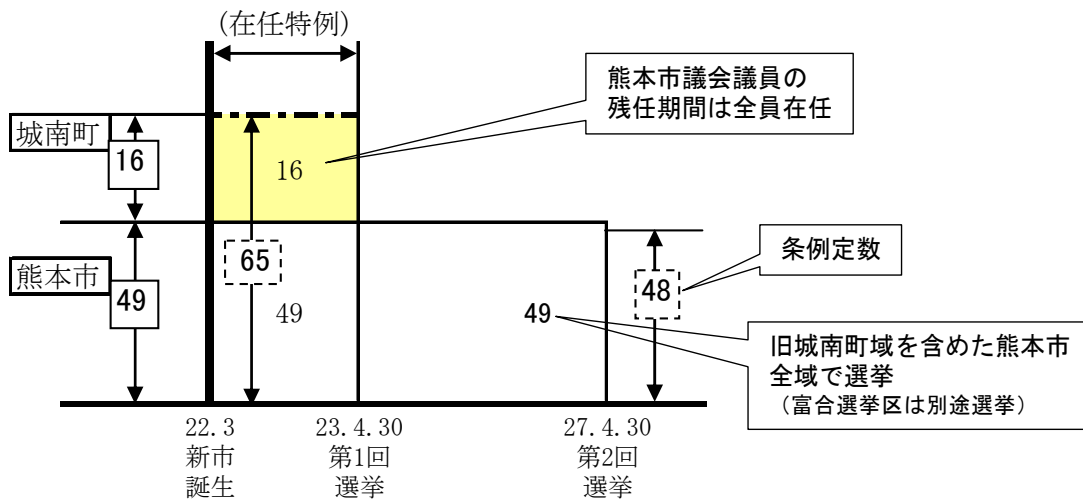 (在任特例)
熊本市議会議員の
残任期間は全員在任
城南町
16
16
65
熊本市
49
49
49
48
条例定数
旧城南町域を含めた熊本市
全域で選挙
（富合選挙区は別途選挙）
22.3
新市
誕生
23.4.30
第1回
選挙
27.4.30
第2回
選挙